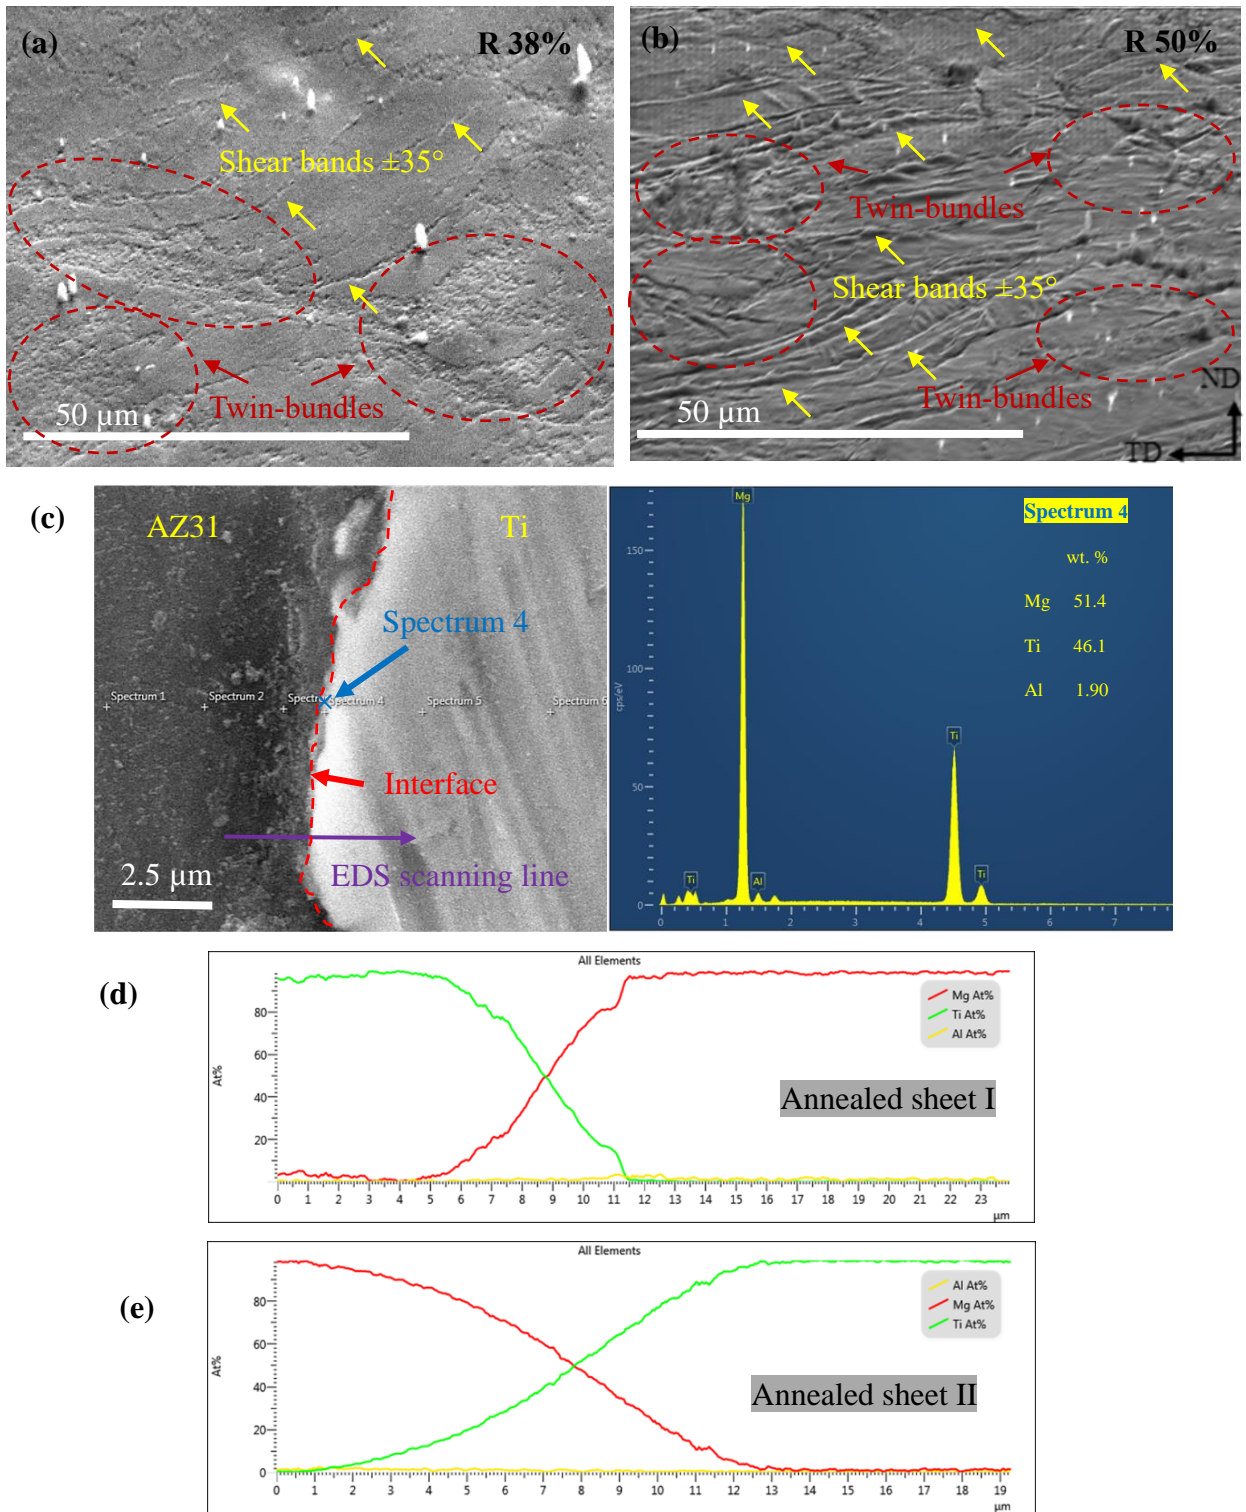 (a)
R 38%
Shear bands ±35°
Twin-bundles
50 µm
(b)
R 50%
Twin-bundles
Shear bands ±35°
Twin-bundles
50 µm
ND
TD
(c)
AZ31
Ti
Spectrum 4
Spectrum 1
Spectrum 2
Spectrum 4
Spectrum 5
Spectrum 6
Interface
EDS scanning line
2.5 µm
Spectrum 4
wt. %
Mg 51.4
Ti 46.1
Al 1.90
cps/eV
150
100
50
0
Mg
Ti
Al
Ti
Ti
0 1 2 3 4 5 6 7
(d)
All Elements
At%
80
60
40
20
Mg At%
Ti At%
Al At%
Annealed sheet I
0 1 2 3 4 5 6 7 8 9 10 11 12 13 14 15 16 17 18 19 20 21 22 23
µm
(e)
All Elements
At%
80
60
40
20
0
Al At%
Mg At%
Ti At%
Annealed sheet II
0 1 2 3 4 5 6 7 8 9 10 11 12 13 14 15 16 17 18 19
µm